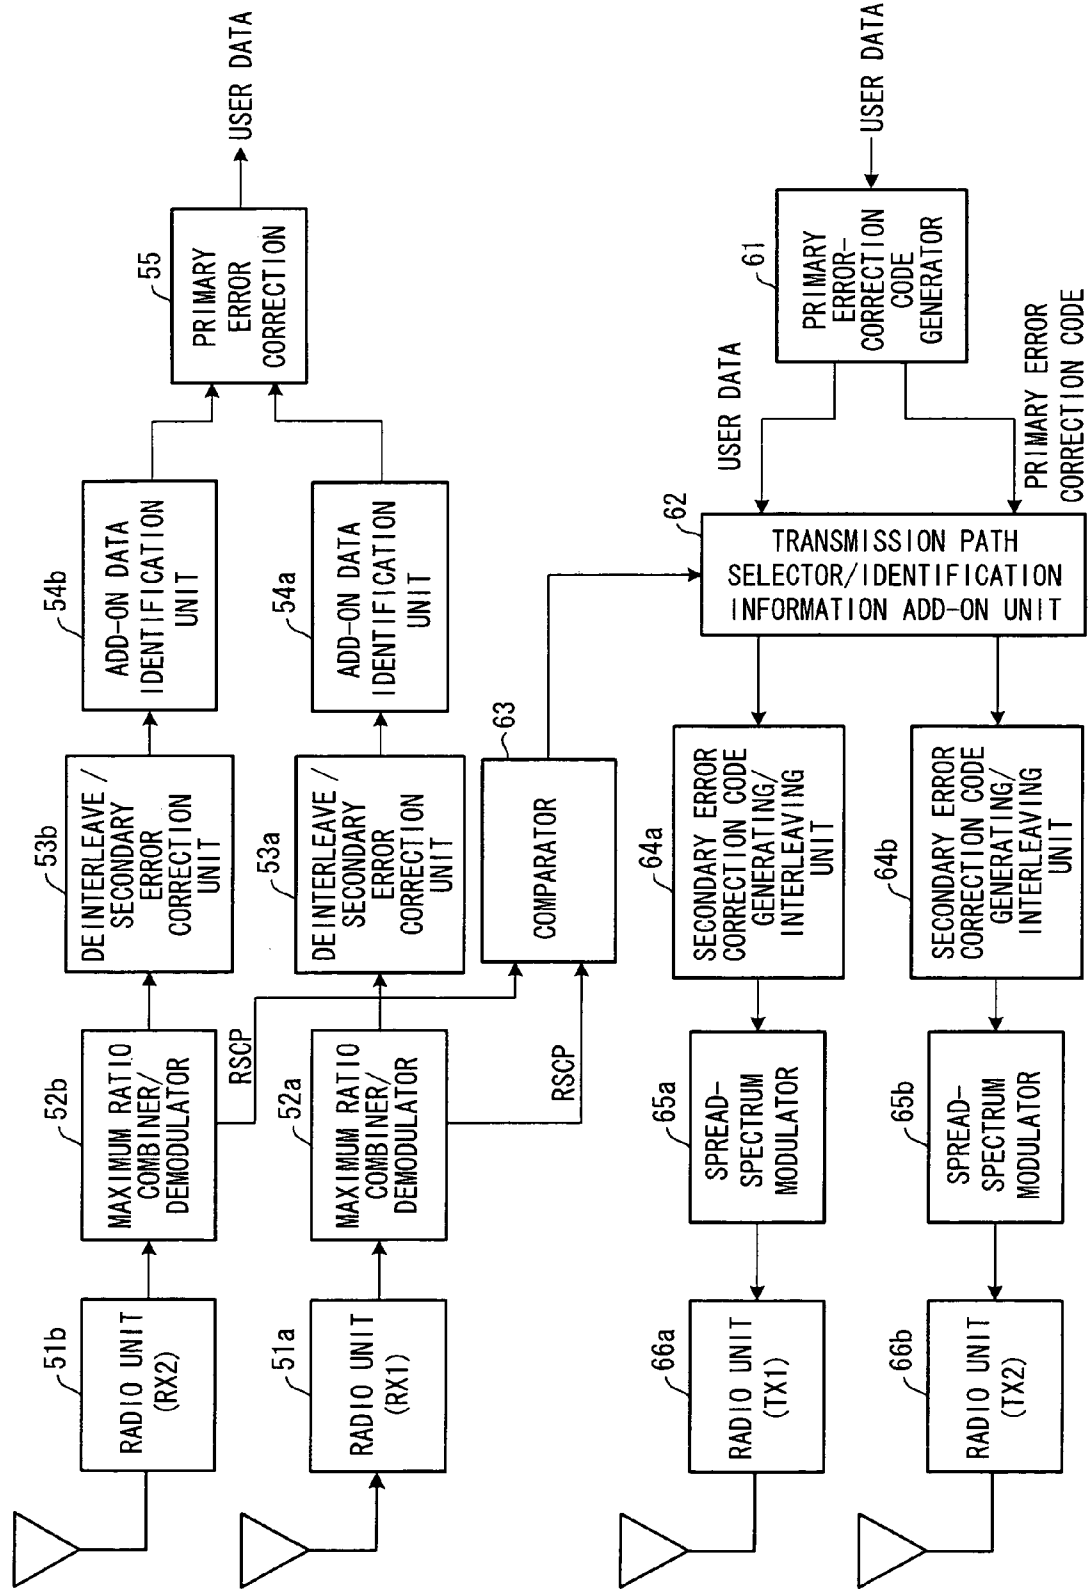 51b
RADIO UNIT
(RX2)
52b
MAXIMUM RATIO
COMBINER/
DEMODULATOR
53b
DEINTERLEAVE/
SECONDARY
ERROR
CORRECTION
UNIT
54b
ADD-ON DATA
IDENTIFICATION
UNIT
55
PRIMARY
ERROR
CORRECTION
USER DATA
RSCP
51a
RADIO UNIT
(RX1)
52a
MAXIMUM RATIO
COMBINER/
DEMODULATOR
53a
DEINTERLEAVE/
SECONDARY
ERROR
CORRECTION
UNIT
54a
ADD-ON DATA
IDENTIFICATION
UNIT
RSCP
63
COMPARATOR
66a
RADIO UNIT
(TX1)
65a
SPREAD-
SPECTRUM
MODULATOR
64a
SECONDARY ERROR
CORRECTION CODE
GENERATING/
INTERLEAVING
UNIT
62
TRANSMISSION PATH
SELECTOR/IDENTIFICATION
INFORMATION ADD-ON UNIT
USER DATA
61
PRIMARY
ERROR-
CORRECTION
CODE
GENERATOR
USER DATA
PRIMARY ERROR
CORRECTION CODE
66b
RADIO UNIT
(TX2)
65b
SPREAD-
SPECTRUM
MODULATOR
64b
SECONDARY ERROR
CORRECTION CODE
GENERATING/
INTERLEAVING
UNIT